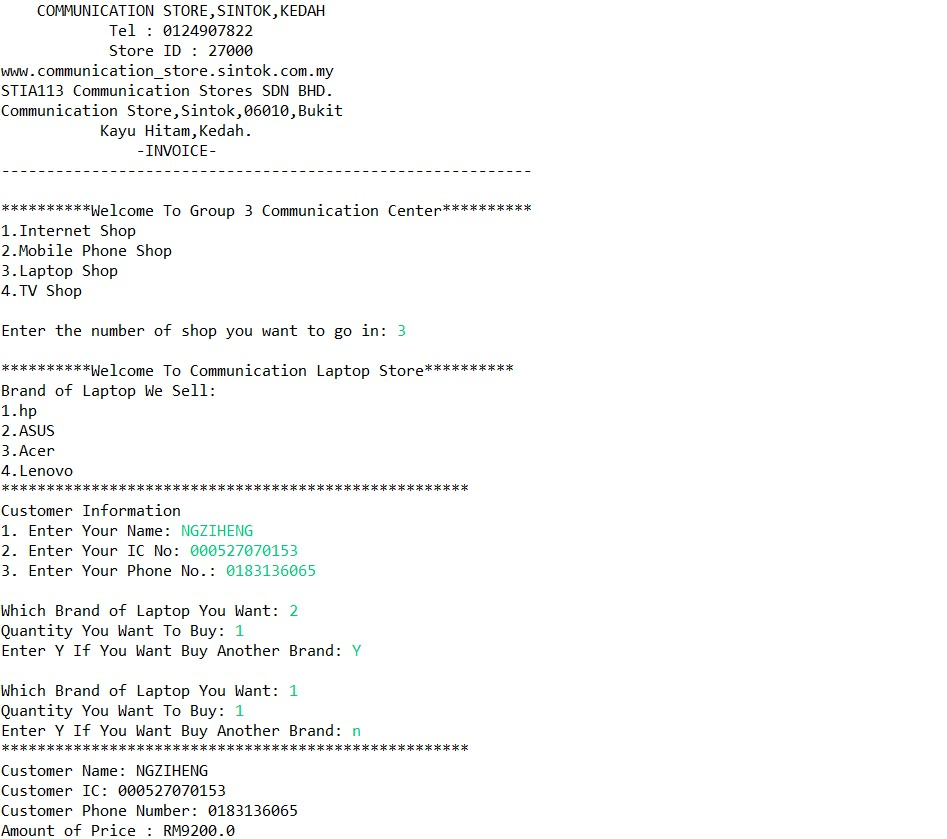 COMMUNICATION STORE,SINTOK,KEDAH
Tel : 0124907822
Store ID : 27000
www.communication_store.sintok.com.my
STIA113 Communication Stores SDN BHD.
Communication Store,Sintok,06010,Bukit
Kayu Hitam,Kedah.
-INVOICE-
-----------------------------------------------------------
**********Welcome To Group 3 Communication Center**********
1.Internet Shop
2.Mobile Phone Shop
3.Laptop Shop
4.TV Shop
Enter the number of shop you want to go in: 3
**********Welcome To Communication Laptop Store**********
Brand of Laptop We Sell:
1.hp
2.ASUS
3.Acer
4.Lenovo
****************************************************
Customer Information
1. Enter Your Name: NGZIHENG
2. Enter Your IC No: 000527070153
3. Enter Your Phone No.: 0183136065
Which Brand of Laptop You Want: 2
Quantity You Want To Buy: 1
Enter Y If You Want Buy Another Brand: Y
Which Brand of Laptop You Want: 1
Quantity You Want To Buy: 1
Enter Y If You Want Buy Another Brand: n
****************************************************
Customer Name: NGZIHENG
Customer IC: 000527070153
Customer Phone Number: 0183136065
Amount of Price : RM9200.0